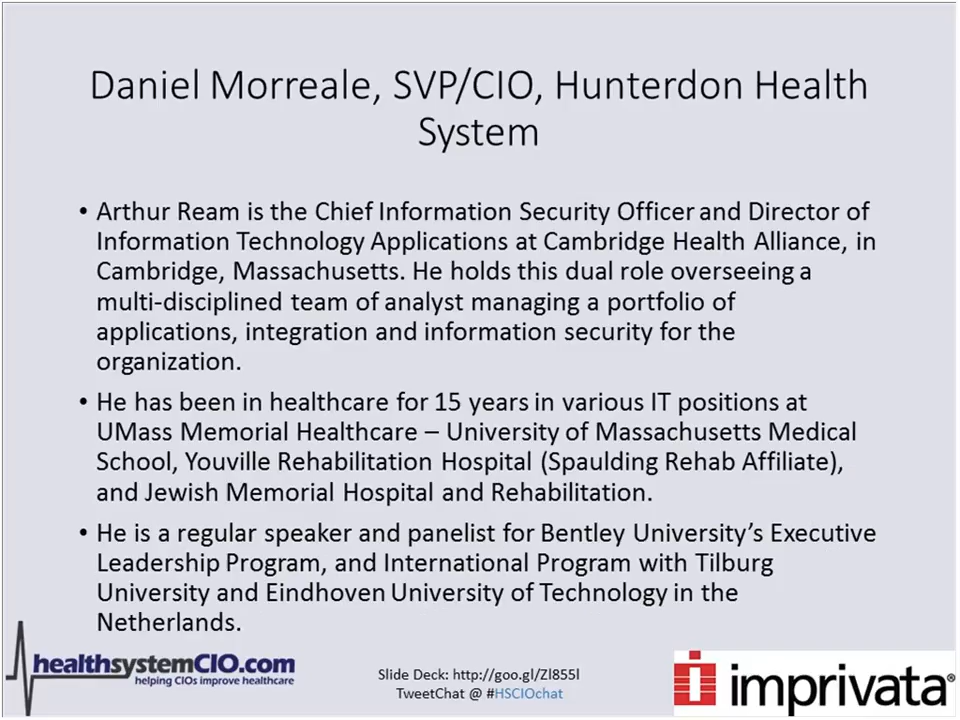 Daniel Morreale, SVP/CIO, Hunterdon Health
System
• Arthur Ream is the Chief Information Security Officer and Director of
Information Technology Applications at Cambridge Health Alliance, in
Cambridge, Massachusetts. He holds this dual role overseeing a
multi-disciplined team of analyst managing a portfolio of
applications, integration and information security for the
organization.
• He has been in healthcare for 15 years in various IT positions at
UMass Memorial Healthcare – University of Massachusetts Medical
School, Youville Rehabilitation Hospital (Spaulding Rehab Affiliate),
and Jewish Memorial Hospital and Rehabilitation.
• He is a regular speaker and panelist for Bentley University’s Executive
Leadership Program, and International Program with Tilburg
University and Eindhoven University of Technology in the
Netherlands.
healthsystemCIO.com
helping CIOs improve healthcare
Slide Deck: http://goo.gl/Zl855l
TweetChat @ #HSCIOchat
imprivata®